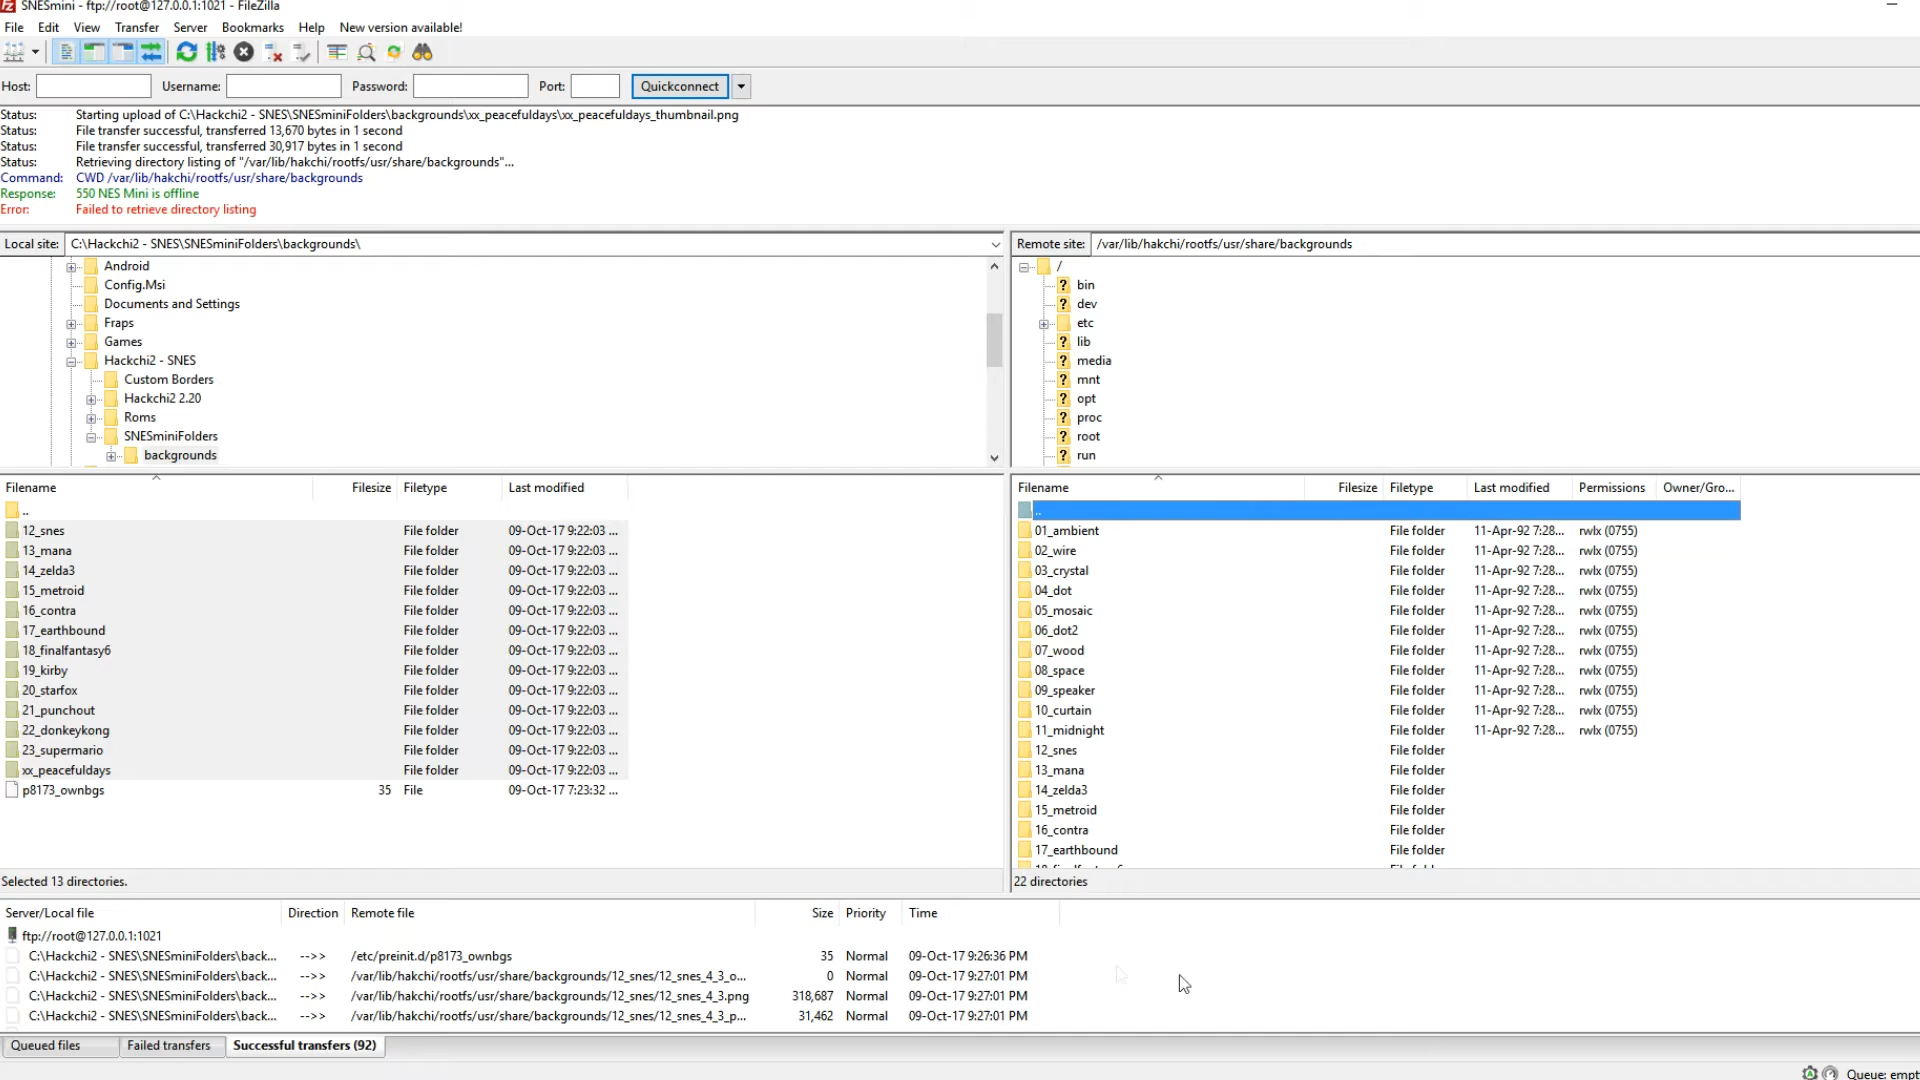 SNESmini - ftp://root@127.0.0.1:1021 - FileZilla
File Edit View Transfer Server Bookmarks Help New version available!
Host: Username: Password: Port: Quickconnect
Status: Starting upload of C:\Hackchi2 - SNES\SNESminiFolders\backgrounds\xx_peacefuldays\xx_peacefuldays_thumbnail.png
Status: File transfer successful, transferred 13,670 bytes in 1 second
Status: File transfer successful, transferred 30,917 bytes in 1 second
Status: Retrieving directory listing of "/var/lib/hakchi/rootfs/usr/share/backgrounds"...
Command: CWD /var/lib/hakchi/rootfs/usr/share/backgrounds
Response: 550 NES Mini is offline
Error: Failed to retrieve directory listing
Local site: C:\Hackchi2 - SNES\SNESminiFolders\backgrounds\
Android
Config.Msi
Documents and Settings
Fraps
Games
Hackchi2 - SNES
Custom Borders
Hackchi2 2.20
Roms
SNESminiFolders
backgrounds
Remote site: /var/lib/hakchi/rootfs/usr/share/backgrounds
/
? bin
? dev
etc
? lib
? media
? mnt
? opt
? proc
? root
? run
Filename Filesize Filetype Last modified
..
12_snes File folder 09-Oct-17 9:22:03 ...
13_mana File folder 09-Oct-17 9:22:03 ...
14_zelda3 File folder 09-Oct-17 9:22:03 ...
15_metroid File folder 09-Oct-17 9:22:03 ...
16_contra File folder 09-Oct-17 9:22:03 ...
17_earthbound File folder 09-Oct-17 9:22:03 ...
18_finalfantasy6 File folder 09-Oct-17 9:22:03 ...
19_kirby File folder 09-Oct-17 9:22:03 ...
20_starfox File folder 09-Oct-17 9:22:03 ...
21_punchout File folder 09-Oct-17 9:22:03 ...
22_donkeykong File folder 09-Oct-17 9:22:03 ...
23_supermario File folder 09-Oct-17 9:22:03 ...
xx_peacefuldays File folder 09-Oct-17 9:22:03 ...
p8173_ownbgs 35 File 09-Oct-17 7:23:32 ...
Selected 13 directories.
Filename Filesize Filetype Last modified Permissions Owner/Gro...
..
01_ambient File folder 11-Apr-92 7:28... rwlx (0755)
02_wire File folder 11-Apr-92 7:28... rwlx (0755)
03_crystal File folder 11-Apr-92 7:28... rwlx (0755)
04_dot File folder 11-Apr-92 7:28... rwlx (0755)
05_mosaic File folder 11-Apr-92 7:28... rwlx (0755)
06_dot2 File folder 11-Apr-92 7:28... rwlx (0755)
07_wood File folder 11-Apr-92 7:28... rwlx (0755)
08_space File folder 11-Apr-92 7:28... rwlx (0755)
09_speaker File folder 11-Apr-92 7:28... rwlx (0755)
10_curtain File folder 11-Apr-92 7:28... rwlx (0755)
11_midnight File folder 11-Apr-92 7:28... rwlx (0755)
12_snes File folder
13_mana File folder
14_zelda3 File folder
15_metroid File folder
16_contra File folder
17_earthbound File folder
22 directories
Server/Local file Direction Remote file Size Priority Time
ftp://root@127.0.0.1:1021
C:\Hackchi2 - SNES\SNESminiFolders\back... -->> /etc/preinit.d/p8173_ownbgs 35 Normal 09-Oct-17 9:26:36 PM
C:\Hackchi2 - SNES\SNESminiFolders\back... -->> /var/lib/hakchi/rootfs/usr/share/backgrounds/12_snes/12_snes_4_3_o... 0 Normal 09-Oct-17 9:27:01 PM
C:\Hackchi2 - SNES\SNESminiFolders\back... -->> /var/lib/hakchi/rootfs/usr/share/backgrounds/12_snes/12_snes_4_3.png 318,687 Normal 09-Oct-17 9:27:01 PM
C:\Hackchi2 - SNES\SNESminiFolders\back... -->> /var/lib/hakchi/rootfs/usr/share/backgrounds/12_snes/12_snes_4_3_p... 31,462 Normal 09-Oct-17 9:27:01 PM
Queued files Failed transfers Successful transfers (92)
Queue: empt